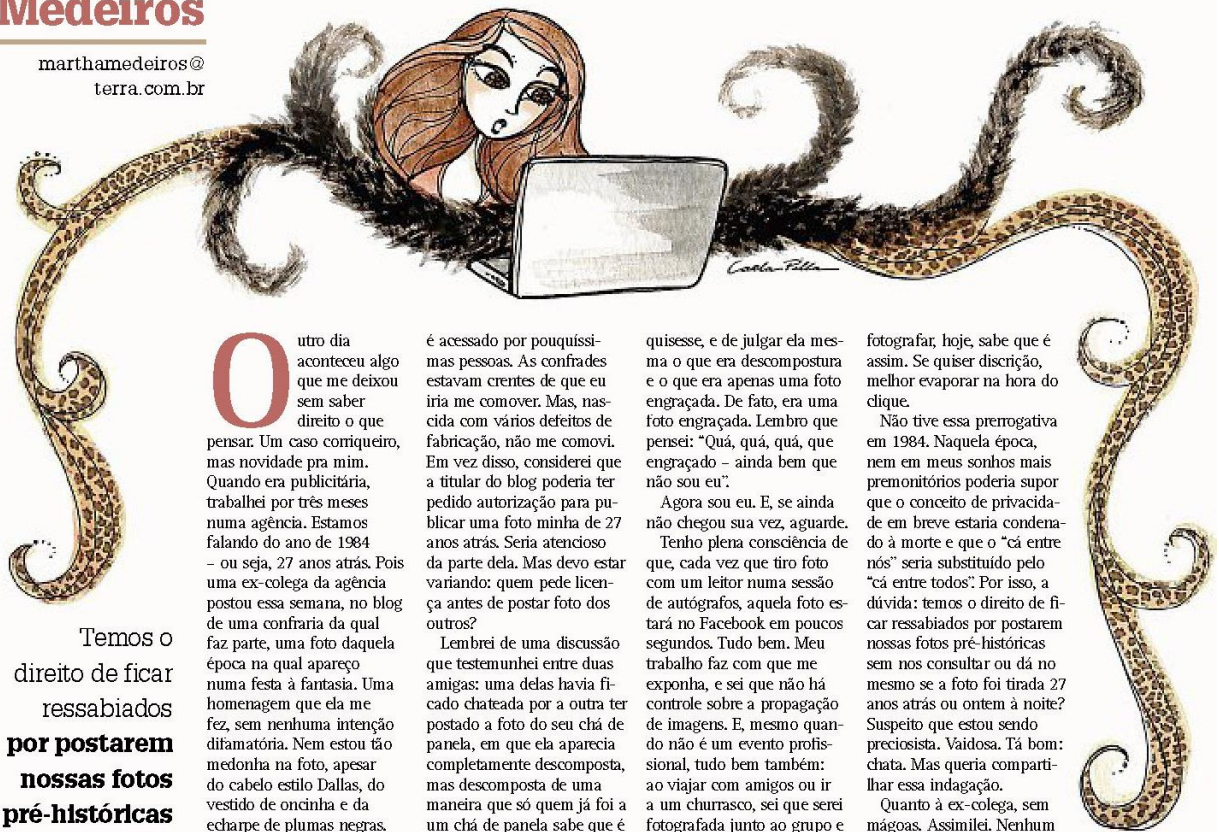 Medeiros
marthamedeiros@
terra.com.br
Carla Pilla
Temos o
direito de ficar
ressabiados
por postarem
nossas fotos
pré-históricas
Outro dia
aconteceu algo
que me deixou
sem saber
direito o que
pensar. Um caso corriqueiro,
mas novidade pra mim.
Quando era publicitária,
trabalhei por três meses
numa agência. Estamos
falando do ano de 1984
– ou seja, 27 anos atrás. Pois
uma ex-colega da agência
postou essa semana, no blog
de uma confraria da qual
faz parte, uma foto daquela
época na qual apareço
numa festa à fantasia. Uma
homenagem que ela me
fez, sem nenhuma intenção
difamatória. Nem estou tão
medonha na foto, apesar
do cabelo estilo Dallas, do
vestido de oncinha e da
echarpe de plumas negras.
é acessado por pouquíssi-
mas pessoas. As confrades
estavam crentes de que eu
iria me comover. Mas, nas-
cida com vários defeitos de
fabricação, não me comovi.
Em vez disso, considerei que
a titular do blog poderia ter
pedido autorização para pu-
blicar uma foto minha de 27
anos atrás. Seria atencioso
da parte dela. Mas devo estar
variando: quem pede licen-
ça antes de postar foto dos
outros?
Lembrei de uma discussão
que testemunhei entre duas
amigas: uma delas havia fi-
cado chateada por a outra ter
postado a foto do seu chá de
panela, em que ela aparecia
completamente descomposta,
mas descomposta de uma
maneira que só quem já foi a
um chá de panela sabe que é
quisesse, e de julgar ela mes-
ma o que era descompostura
e o que era apenas uma foto
engraçada. De fato, era uma
foto engraçada. Lembro que
pensei: “Quá, quá, quá, que
engraçado – ainda bem que
não sou eu”.
Agora sou eu. E, se ainda
não chegou sua vez, aguarde.
Tenho plena consciência de
que, cada vez que tiro foto
com um leitor numa sessão
de autógrafos, aquela foto es-
tará no Facebook em poucos
segundos. Tudo bem. Meu
trabalho faz com que me
exponha, e sei que não há
controle sobre a propagação
de imagens. E, mesmo quan-
do não é um evento profis-
sional, tudo bem também:
ao viajar com amigos ou ir
a um churrasco, sei que serei
fotografada junto ao grupo e
fotografar, hoje, sabe que é
assim. Se quiser discrição,
melhor evaporar na hora do
clique.
Não tive essa prerrogativa
em 1984. Naquela época,
nem em meus sonhos mais
premonitórios poderia supor
que o conceito de privacida-
de em breve estaria condena-
do à morte e que o “cá entre
nós” seria substituído pelo
“cá entre todos”. Por isso, a
dúvida: temos o direito de fi-
car ressabiados por postarem
nossas fotos pré-históricas
sem nos consultar ou dá no
mesmo se a foto foi tirada 27
anos atrás ou ontem à noite?
Suspeito que estou sendo
preciosista. Vaidosa. Tá bom:
chata. Mas queria comparti-
lhar essa indagação.
Quanto à ex-colega, sem
mágoas. Assimilei. Nenhum